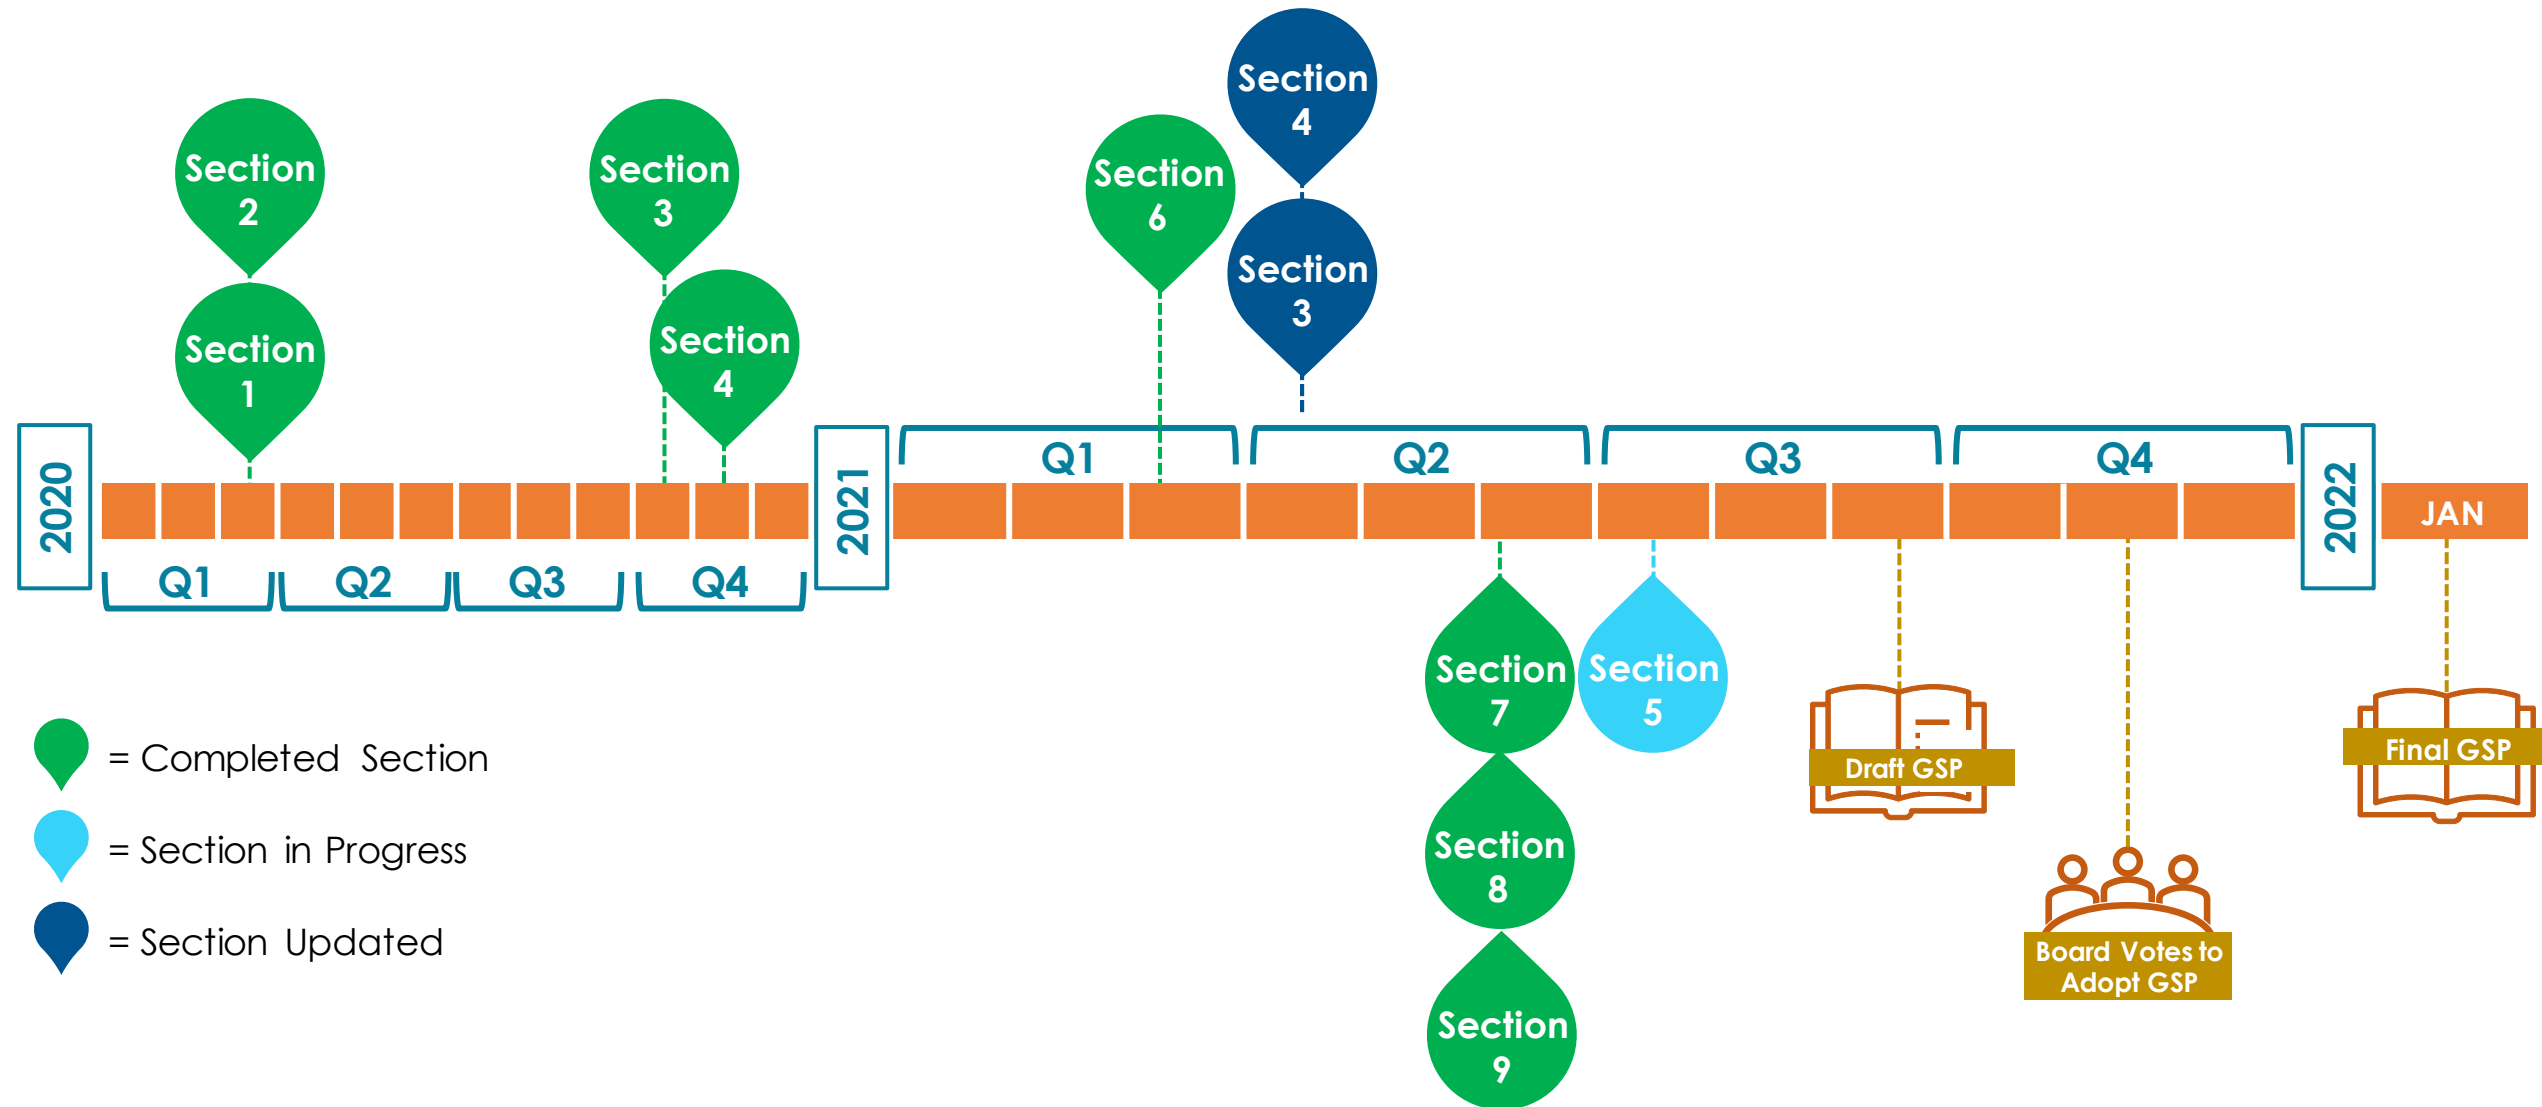 Section
4
Section
2
Section
3
Section
6
Section
3
Section
1
Section
4
2020
2021
2022
Q1
Q2
Q3
Q4
JAN
Q1
Q2
Q3
Q4
Section
7
Section
5
Section
8
Section
9
= Completed Section
= Section in Progress
= Section Updated
Draft GSP
Final GSP
Board Votes to
Adopt GSP